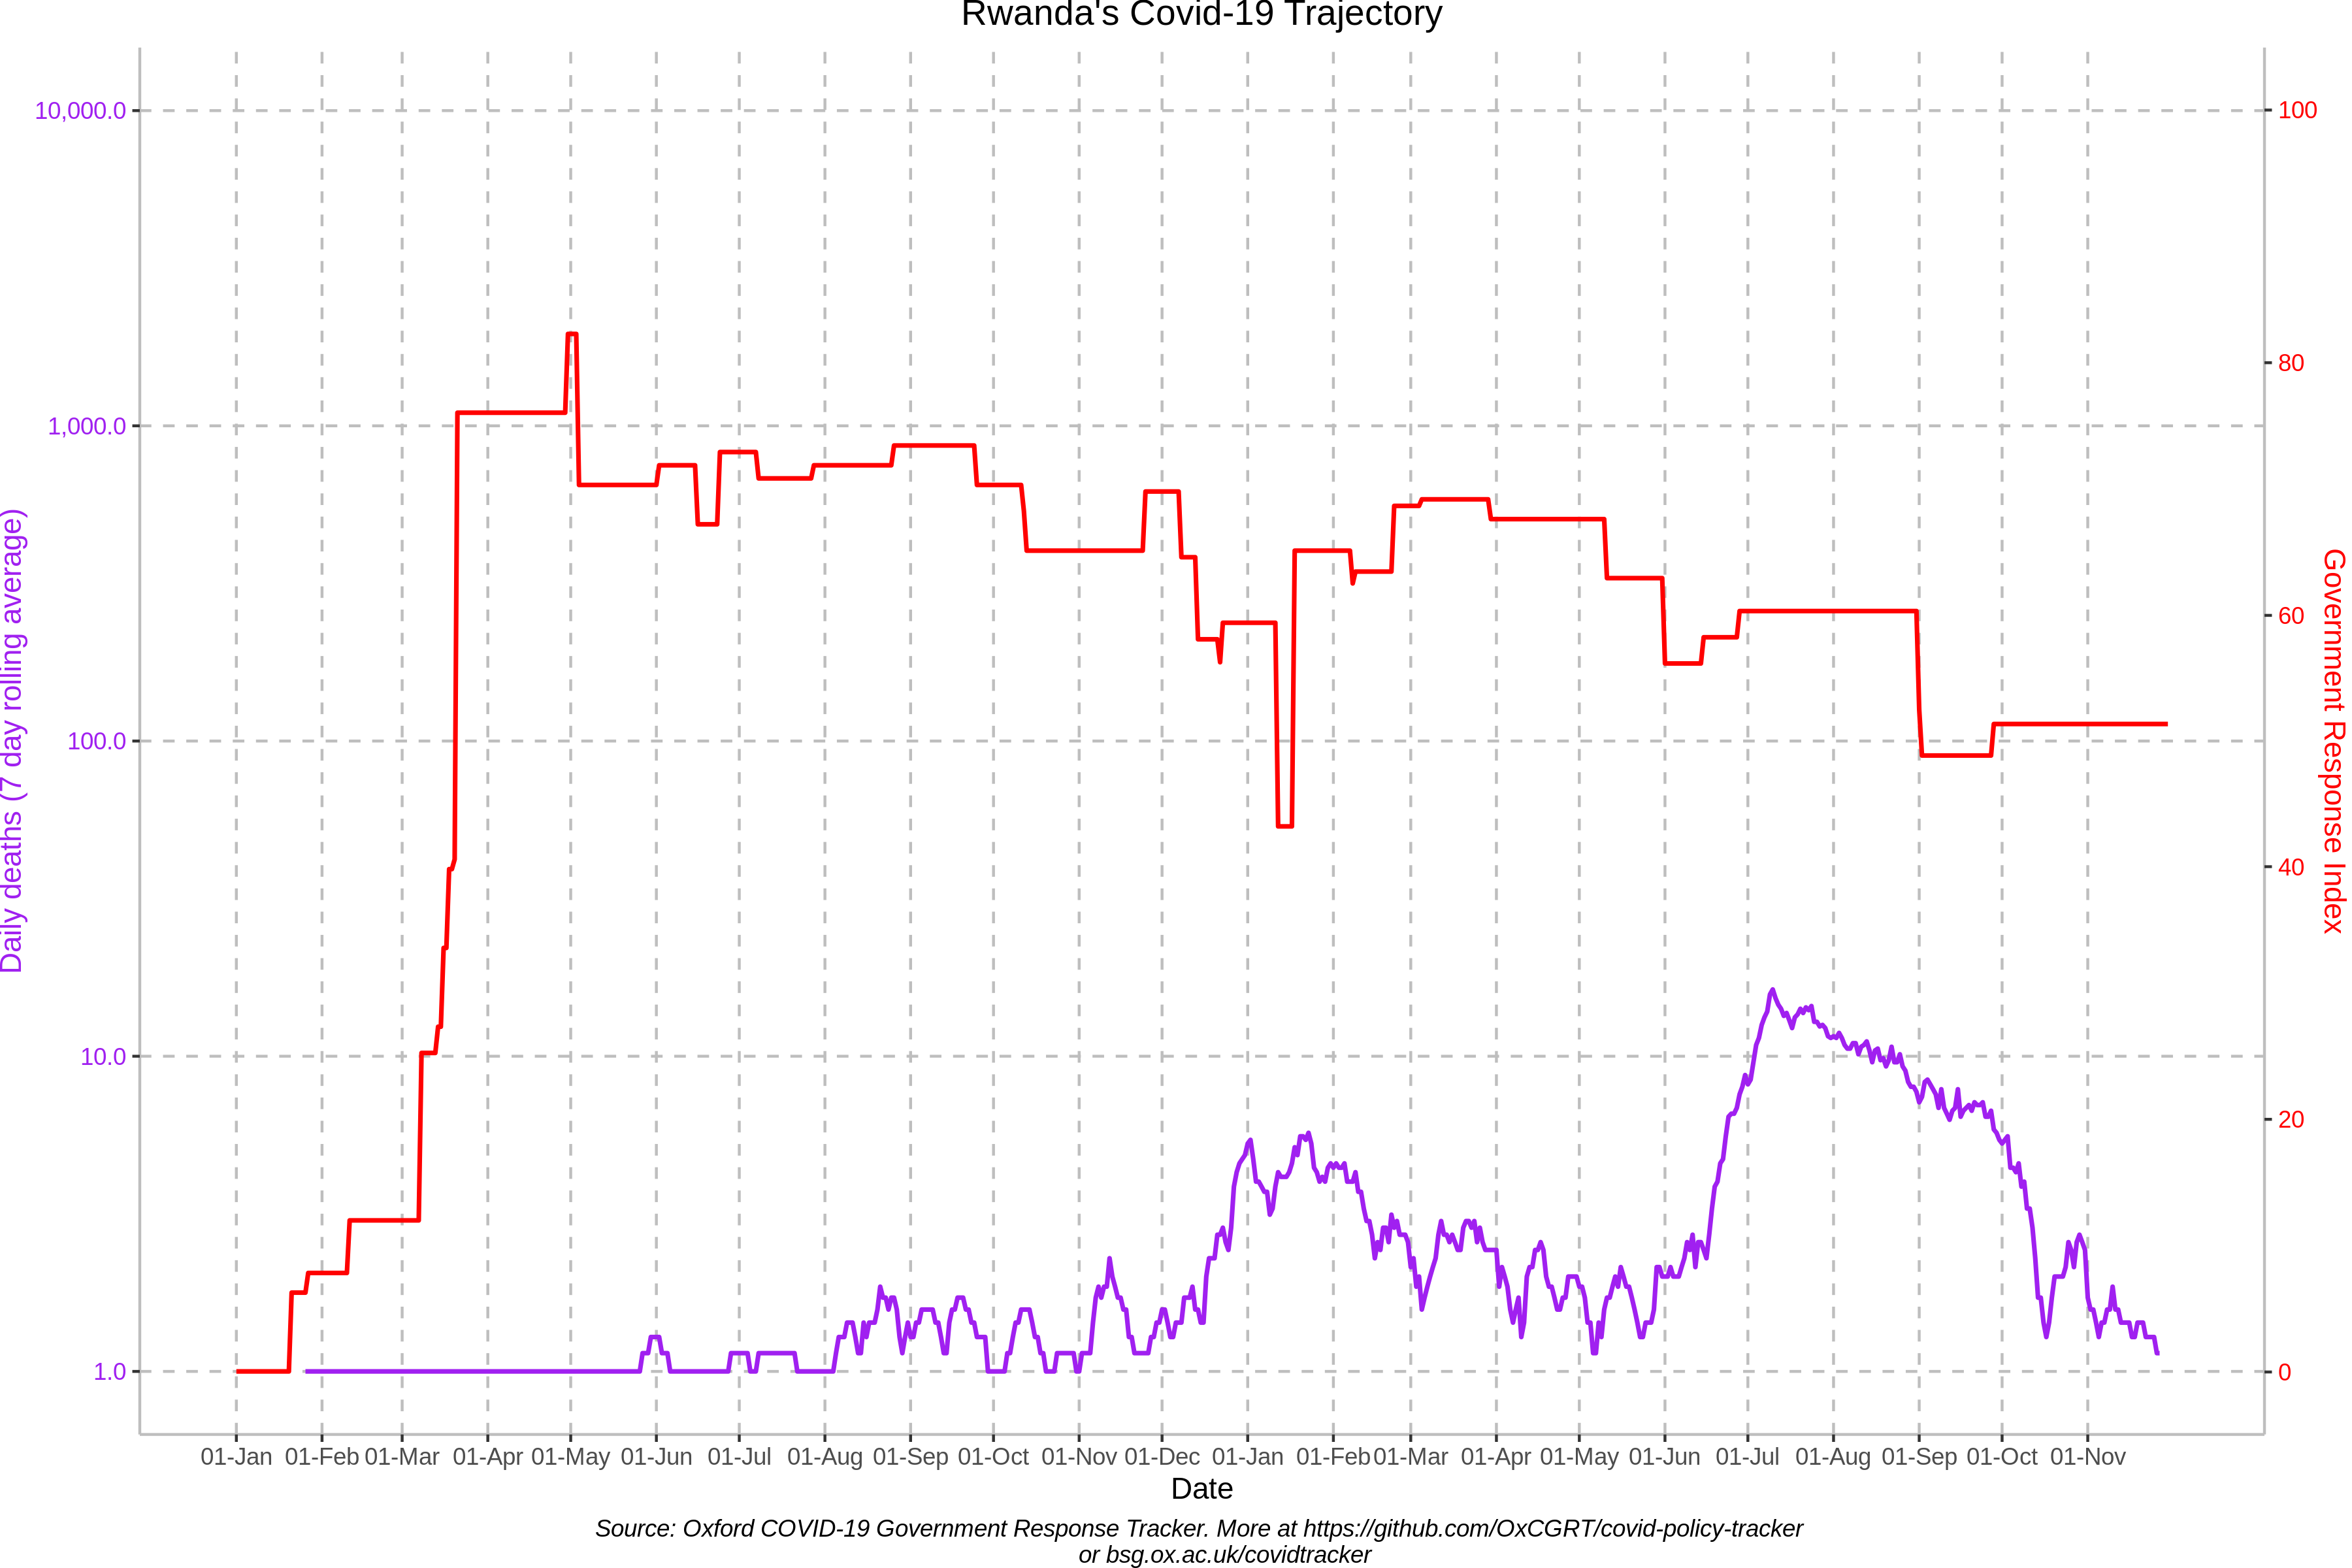 Rwanda's Covid-19 Trajectory
10,000.0
1,000.0
100.0
10.0
1.0
Daily deaths (7 day rolling average)
100
80
60
40
20
0
Government Response Index
01-Jan 01-Feb 01-Mar 01-Apr 01-May 01-Jun 01-Jul 01-Aug 01-Sep 01-Oct 01-Nov 01-Dec 01-Jan 01-Feb 01-Mar 01-Apr 01-May 01-Jun 01-Jul 01-Aug 01-Sep 01-Oct 01-Nov
Date
Source: Oxford COVID-19 Government Response Tracker. More at https://github.com/OxCGRT/covid-policy-tracker
or bsg.ox.ac.uk/covidtracker